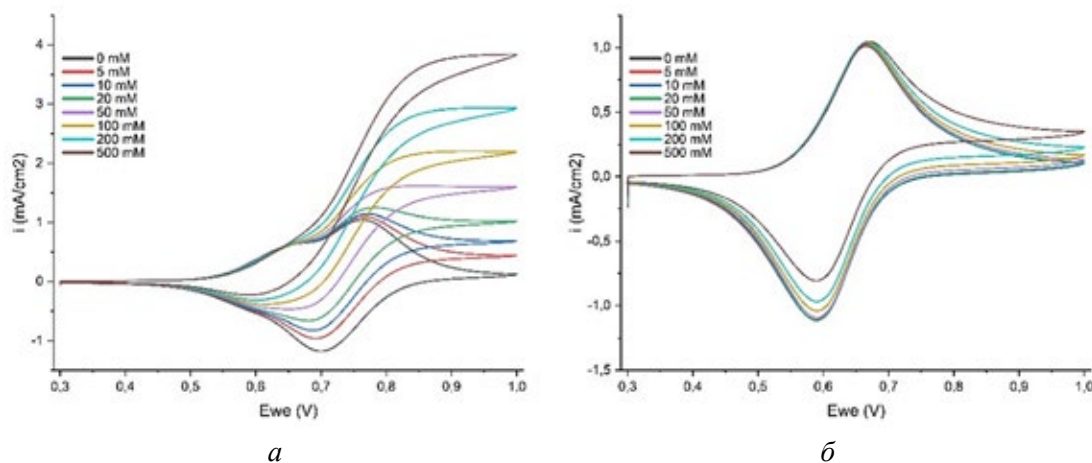 4
3
2
1
0
-1
i (mA/cm2)
0 mM
5 mM
10 mM
20 mM
50 mM
100 mM
200 mM
500 mM
0,3 0,4 0,5 0,6 0,7 0,8 0,9 1,0
Ewe (V)
а
1,0
0,5
0,0
-0,5
-1,0
-1,5
i (mA/cm2)
0 mM
5 mM
10 mM
20 mM
50 mM
100 mM
200 mM
500 mM
0,3 0,4 0,5 0,6 0,7 0,8 0,9 1,0
Ewe (V)
б